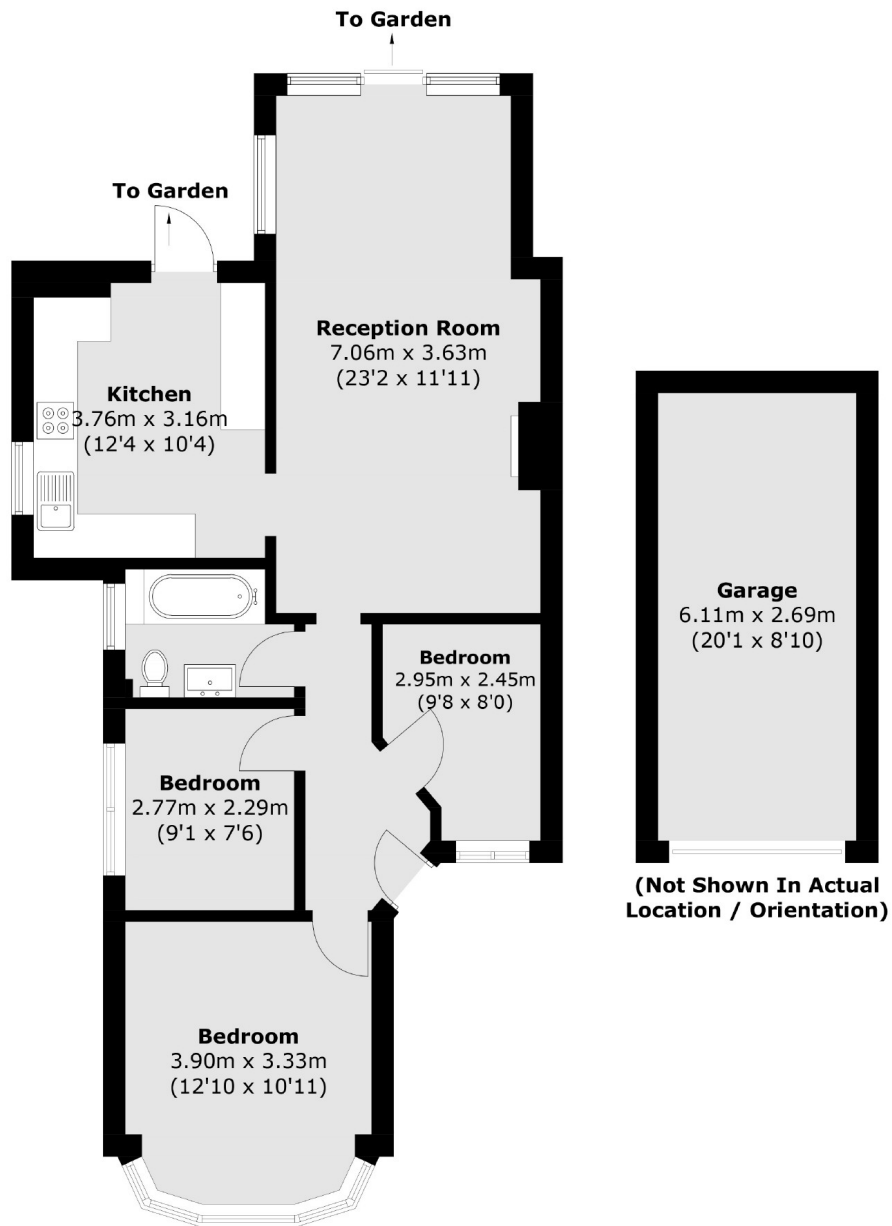 To Garden
To Garden
Reception Room
7.06m x 3.63m
(23'2 x 11'11)
Kitchen
3.76m x 3.16m
(12'4 x 10'4)
Garage
6.11m x 2.69m
(20'1 x 8'10)
Bedroom
2.95m x 2.45m
(9'8 x 8'0)
Bedroom
2.77m x 2.29m
(9'1 x 7'6)
(Not Shown In Actual
Location / Orientation)
Bedroom
3.90m x 3.33m
(12'10 x 10'11)